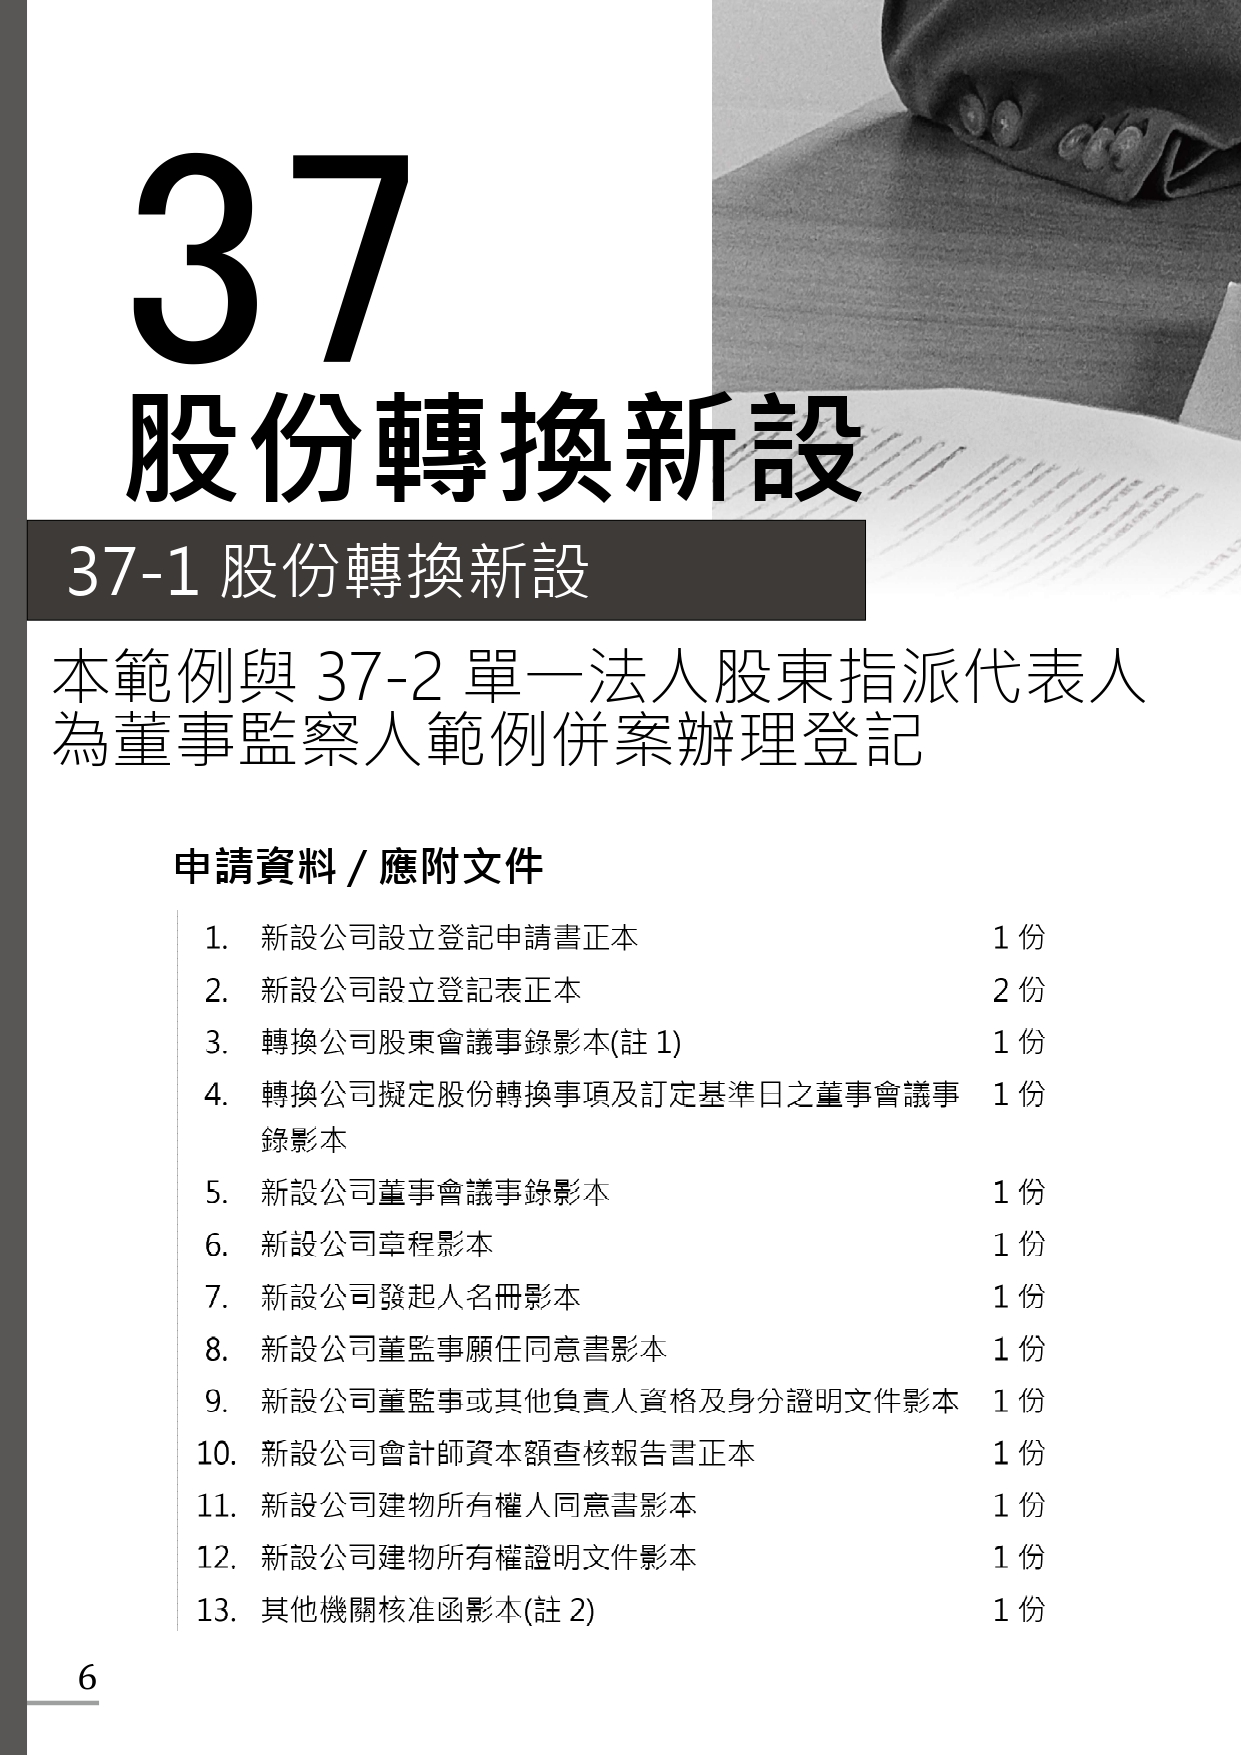 37
股份轉換新設
37-1 股份轉換新設
本範例與 37-2 單一法人股東指派代表人
為董事監察人範例併案辦理登記
申請資料 / 應附文件
1. 新設公司設立登記申請書正本 1 份
2. 新設公司設立登記表正本 2 份
3. 轉換公司股東會議事錄影本(註 1) 1 份
4. 轉換公司擬定股份轉換事項及訂定基準日之董事會議事 1 份
錄影本
5. 新設公司董事會議事錄影本 1 份
6. 新設公司章程影本 1 份
7. 新設公司發起人名冊影本 1 份
8. 新設公司董監事願任同意書影本 1 份
9. 新設公司董監事或其他負責人資格及身分證明文件影本 1 份
10. 新設公司會計師資本額查核報告書正本 1 份
11. 新設公司建物所有權人同意書影本 1 份
12. 新設公司建物所有權證明文件影本 1 份
13. 其他機關核准函影本(註 2) 1 份
6